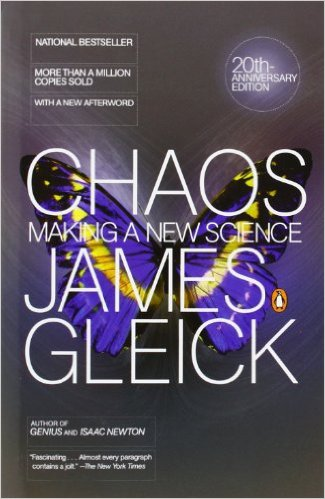 NATIONAL BESTSELLER
MORE THAN A MILLION
COPIES SOLD
WITH A NEW AFTERWORD
20th-
ANNIVERSARY
EDITION
CHAOS
MAKING A NEW SCIENCE
JAMES
GLEICK
AUTHOR OF
GENIUS AND ISAAC NEWTON
"Fascinating . . . Almost every paragraph
contains a jolt." —The New York Times